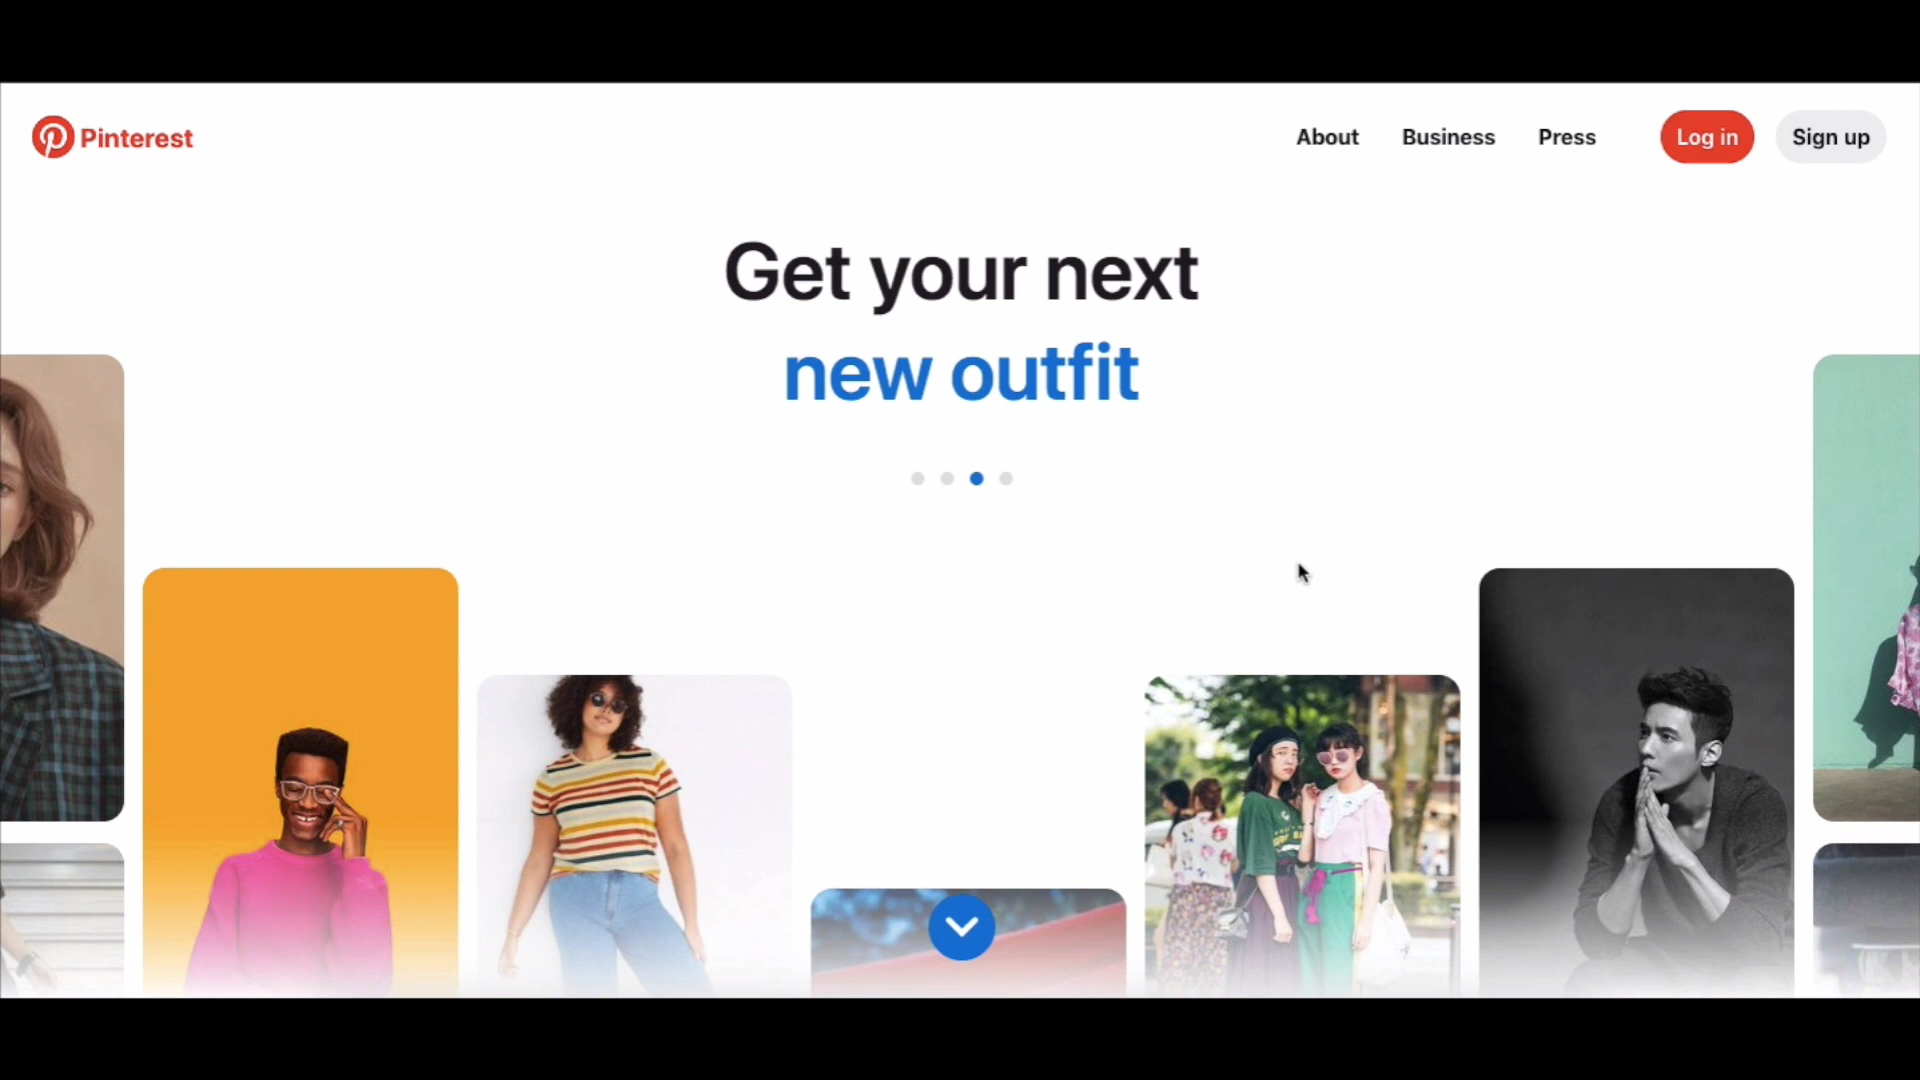 Pinterest
About Business Press Log in Sign up
Get your next
new outfit